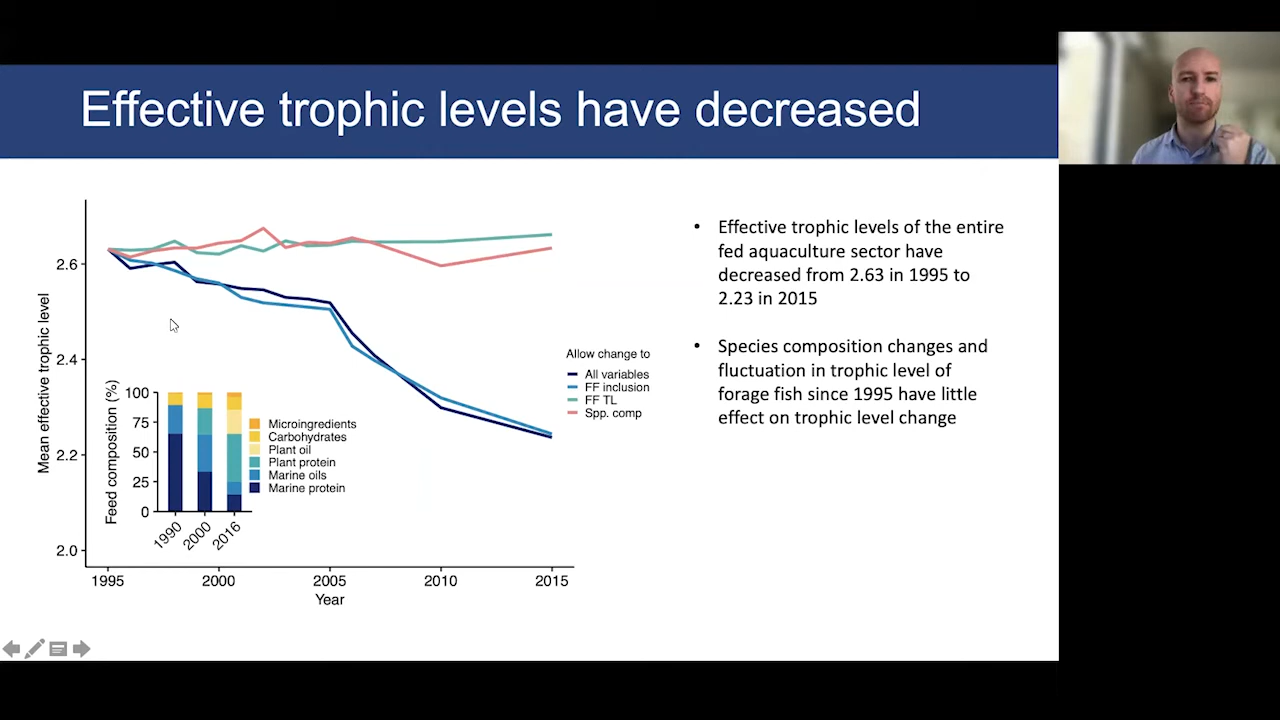 Effective trophic levels have decreased
2.6
2.4
2.2
2.0
Mean effective trophic level
1995
2000
2005
2010
2015
Year
Allow change to
All variables
FF inclusion
FF TL
Spp. comp
100
75
50
25
0
Feed composition (%)
1990
2000
2016
Microingredients
Carbohydrates
Plant oil
Plant protein
Marine oils
Marine protein
• Effective trophic levels of the entire
fed aquaculture sector have
decreased from 2.63 in 1995 to
2.23 in 2015
• Species composition changes and
fluctuation in trophic level of
forage fish since 1995 have little
effect on trophic level change